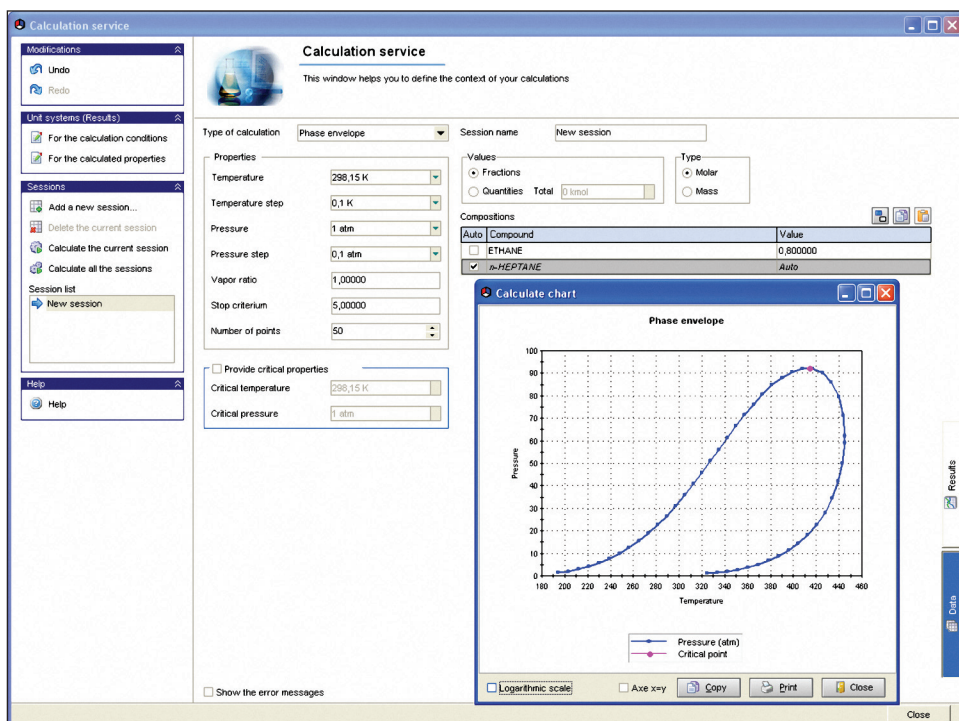 Calculation service
Modifications
Undo
Redo
Unit systems (Results)
For the calculation conditions
For the calculated properties
Sessions
Add a new session...
Delete the current session
Calculate the current session
Calculate all the sessions
Session list
New session
Help
Help
Calculation service
This window helps you to define the context of your calculations
Type of calculation Phase envelope
Session name New session
Properties
Temperature 298,15 K
Temperature step 0,1 K
Pressure 1 atm
Pressure step 0,1 atm
Vapor ratio 1,00000
Stop criterium 5,00000
Number of points 50
Provide critical properties
Critical temperature 298,15 K
Critical pressure 1 atm
Values
Fractions
Quantities Total 0 kmol
Type
Molar
Mass
Compositions
Auto Compound Value
ETHANE 0,800000
n-HEPTANE Auto
Calculate chart
Phase envelope
100
90
80
70
60
50
40
30
20
10
0
Pressure
180 200 220 240 260 280 300 320 340 360 380 400 420 440 460
Temperature
Pressure (atm)
Critical point
Logarithmic scale Axe x=y Copy Print Close
Results
Data
Show the error messages
Close